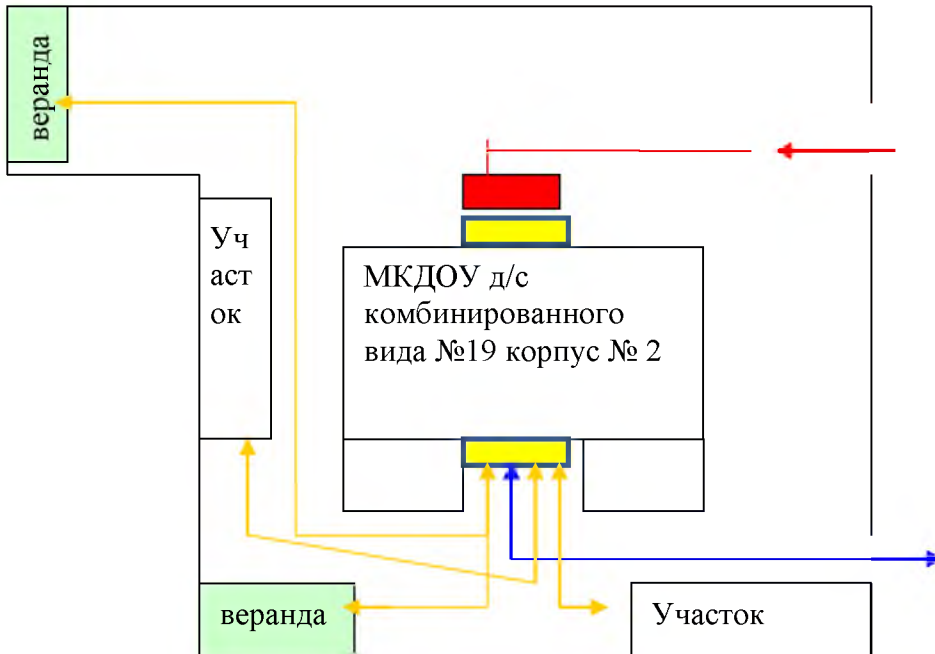 веранда
Уч
аст
ок
МКДОУ д/с
комбинированного
вида №19 корпус № 2
веранда
Участок